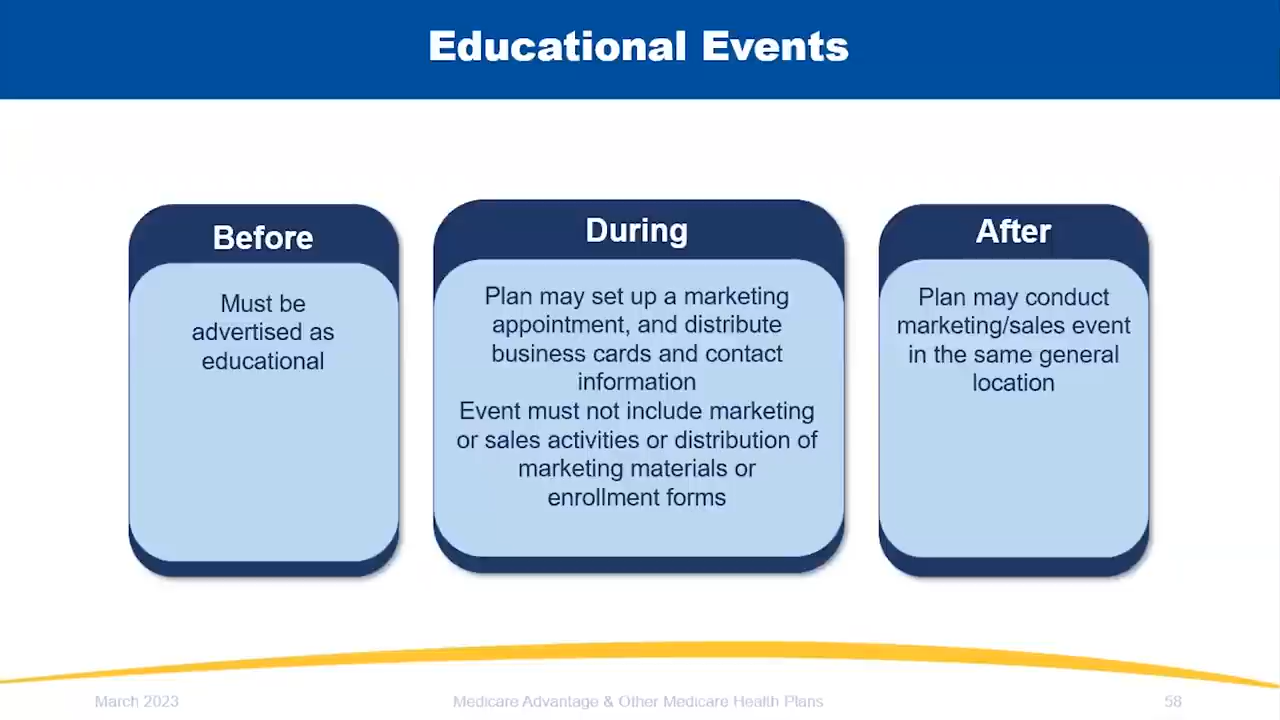 Educational Events
Before
Must be
advertised as
educational
During
Plan may set up a marketing
appointment, and distribute
business cards and contact
information
Event must not include marketing
or sales activities or distribution of
marketing materials or
enrollment forms
After
Plan may conduct
marketing/sales event
in the same general
location
March 2023
Medicare Advantage & Other Medicare Health Plans
58